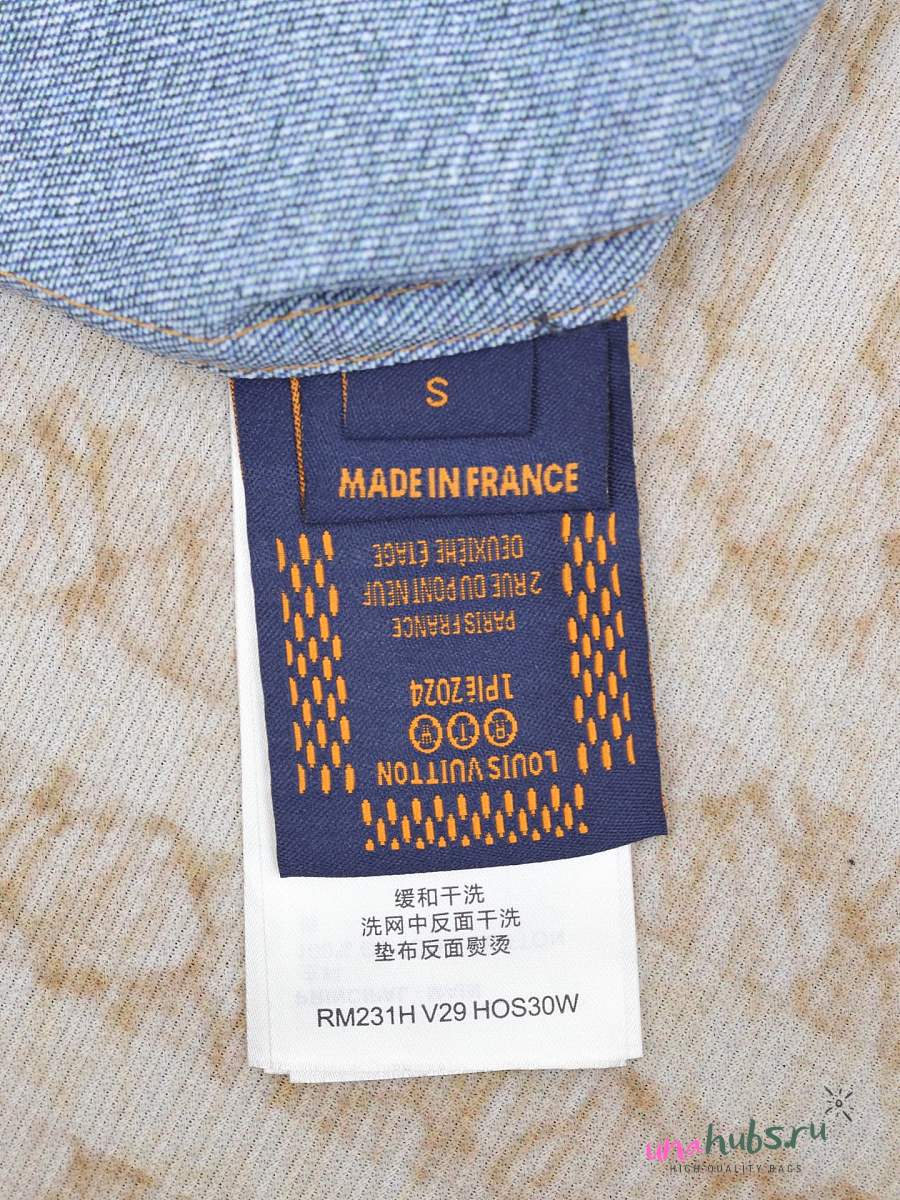 S
MADE IN FRANCE
LOUIS VUITTON
1Plé2024
PARIS FRANCE
2 RUE DU PONT NEUF
DEUXIÈME ÉTAGE
缓和干洗
洗网中反面干洗
垫布反面熨烫
RM231H V29 HOS30W
unahubs.ru
HIGH QUALITY BAGS